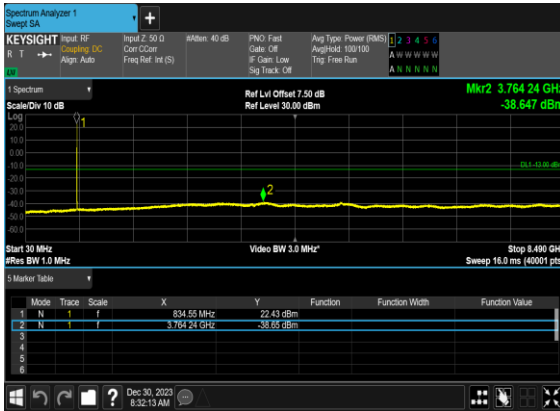 Spectrum Analyzer 1
Swept SA
KEYSIGHT Input: RF Input Z: 50 Ω #Atten: 40 dB PNO: Fast Avg Type: Power (RMS) 1 2 3 4 5 6
R T Coupling: DC Corr CCorr Gate: Off Avg|Hold: 100/100 A W W W W W
Align: Auto Freq Ref: Int (S) IF Gain: Low Trig: Free Run
Sig Track: Off A N N N N N
1 Spectrum Ref Lvl Offset 7.50 dB Mkr2 3.764 24 GHz
Scale/Div 10 dB Ref Level 30.00 dBm -38.647 dBm
Log
20.0 1
10.0
0.00
-10.0 DL1 -13.00 dBm
-20.0
-30.0 2
-40.0
-50.0
-60.0
Start 30 MHz Video BW 3.0 MHz* Stop 8.490 GH
#Res BW 1.0 MHz Sweep 16.0 ms (40001 pts
5 Marker Table
Mode Trace Scale X Y Function Function Width Function Value
1 N 1 f 834.55 MHz 22.43 dBm
2 N 1 f 3.764 24 GHz -38.65 dBm
3
4
5
6
? Dec 30, 2023
8:32:13 AM